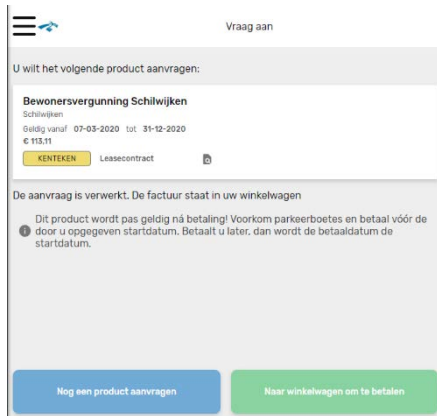 Vraag aan
U wilt het volgende product aanvragen:
Bewonersvergunning Schilwijken
Schilwijken
Geldig vanaf 07-03-2020 tot 31-12-2020
€ 113,11
KENTEKEN Leasecontract
De aanvraag is verwerkt. De factuur staat in uw winkelwagen
Dit product wordt pas geldig ná betaling! Voorkom parkeerboetes en betaal vóór de
door u opgegeven startdatum. Betaalt u later, dan wordt de betaaldatum de
startdatum.
Nog een product aanvragen
Naar winkelwagen om te betalen